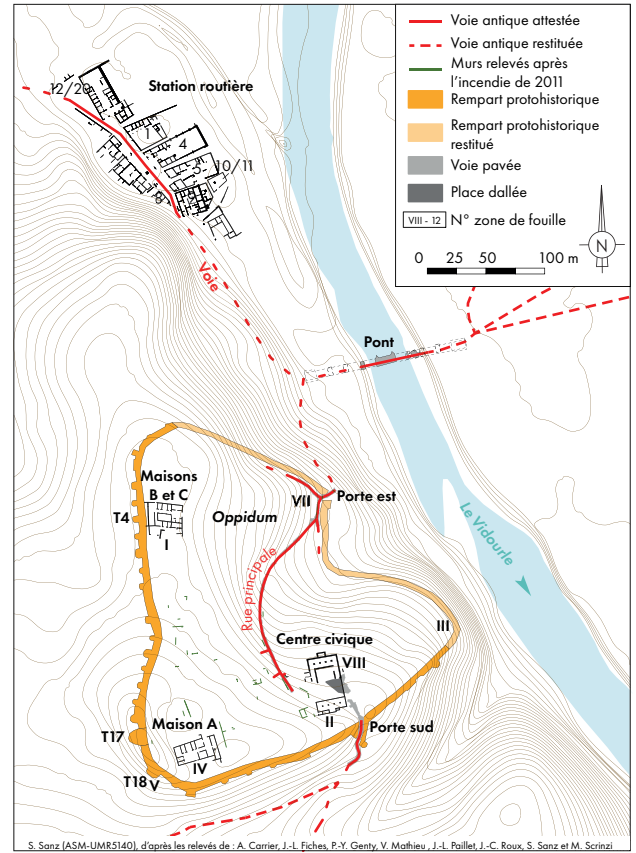 Voie antique attestée
Voie antique restituée
Murs relevés après
l'incendie de 2011
Rempart protohistorique
Rempart protohistorique
restitué
Voie pavée
Place dallée
VIII - 12 N° zone de fouille
0 25 50 100 m
N
Station routière
12/20
1
4
5
10/11
8
Voie
Pont
Maisons
B et C
T4
I
Oppidum
VII
Porte est
Le Vidourle
Rue principale
III
Centre civique
VIII
II
Porte sud
Maison A
IV
T17
T18 V
S. Sanz (ASM-UMR5140), d'après les relevés de : A. Carrier, J.-L. Fiches, P.-Y. Genty, V. Mathieu , J.-L. Paillet, J.-C. Roux, S. Sanz et M. Scrinzi